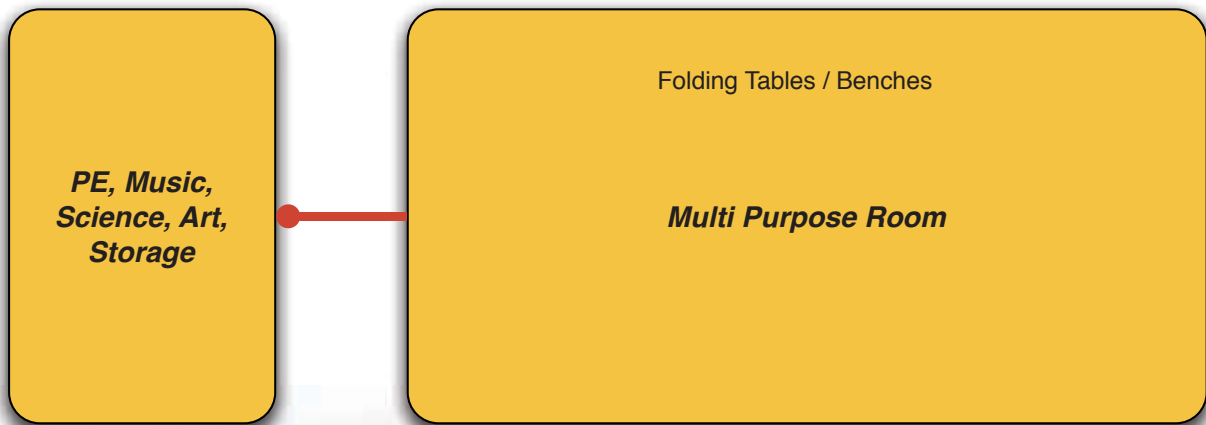 PE, Music,
Science, Art,
Storage
Folding Tables / Benches
Multi Purpose Room